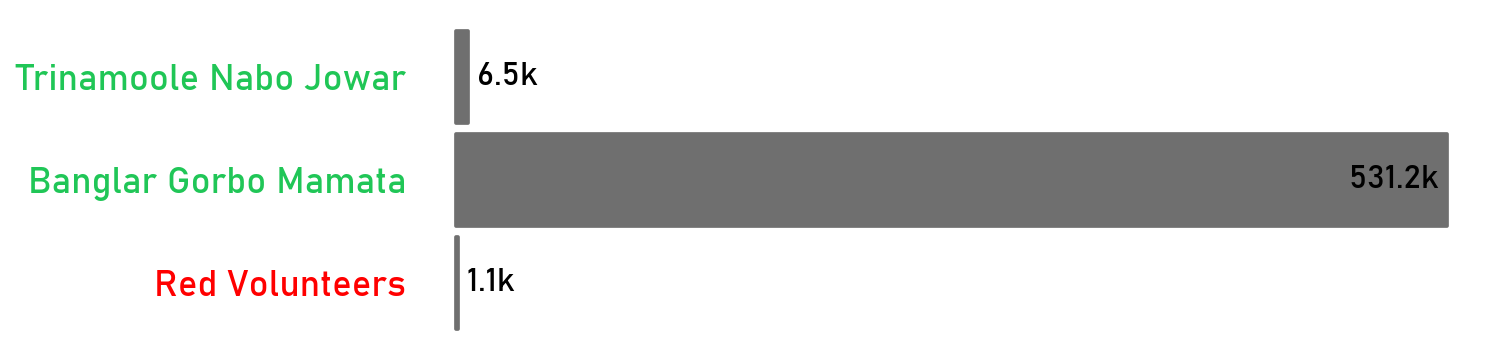 Trinamoole Nabo Jowar 6.5k
Banglar Gorbo Mamata 531.2k
Red Volunteers 1.1k